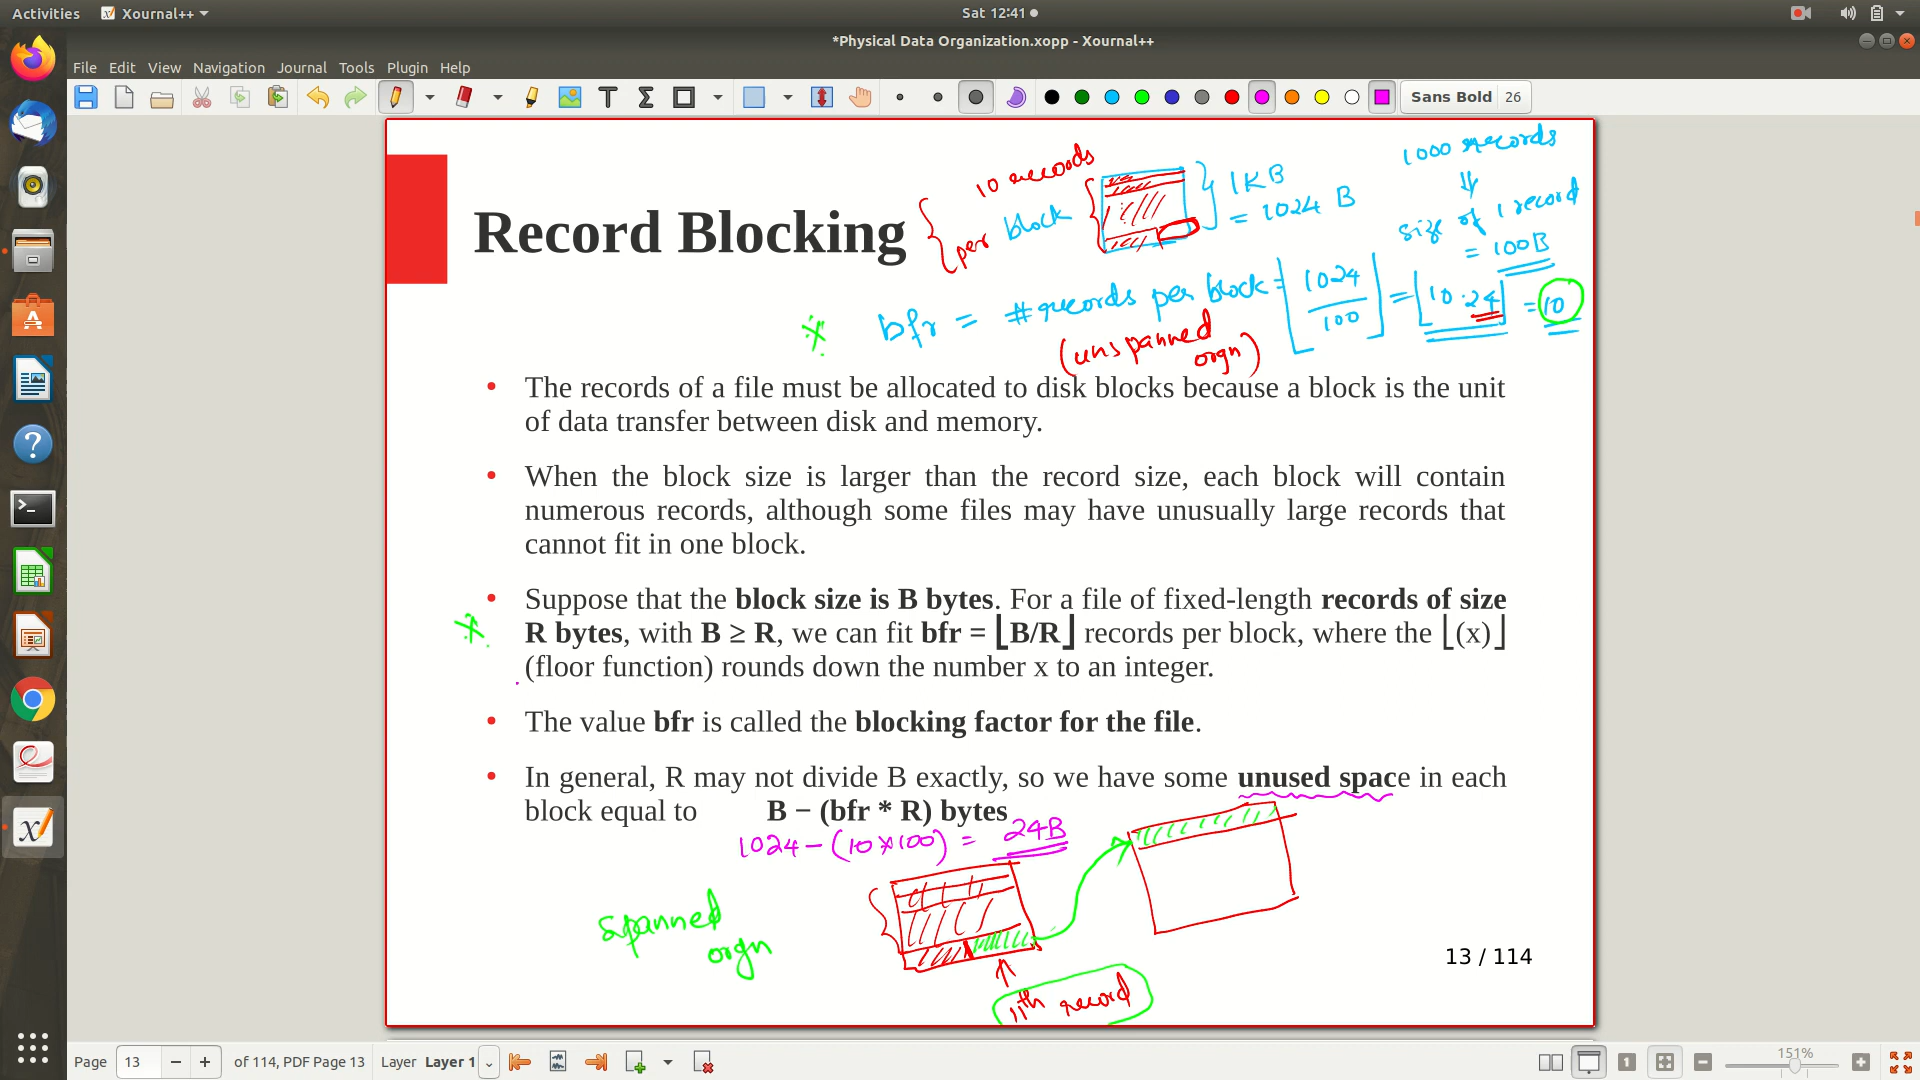 Activities Xournal++ Sat 12:41
*Physical Data Organization.xopp - Xournal++
File Edit View Navigation Journal Tools Plugin Help
Sans Bold 26
1000 records
10 records
per block
1KB
= 1024 B
size of 1 record
= 100B
Record Blocking
bfr = #records per block = ⌊1024/100⌋ = ⌊10.24⌋ = 10
(unspanned
orgn)
• The records of a file must be allocated to disk blocks because a block is the unit
of data transfer between disk and memory.
• When the block size is larger than the record size, each block will contain
numerous records, although some files may have unusually large records that
cannot fit in one block.
• Suppose that the block size is B bytes. For a file of fixed-length records of size
R bytes, with B ≥ R, we can fit bfr = ⌊B/R⌋ records per block, where the ⌊(x)⌋
(floor function) rounds down the number x to an integer.
• The value bfr is called the blocking factor for the file.
• In general, R may not divide B exactly, so we have some unused space in each
block equal to B − (bfr * R) bytes
1024 - (10*100) = 24B
spanned
orgn
11th record
13 / 114
Page 13 of 114, PDF Page 13 Layer Layer 1 151%